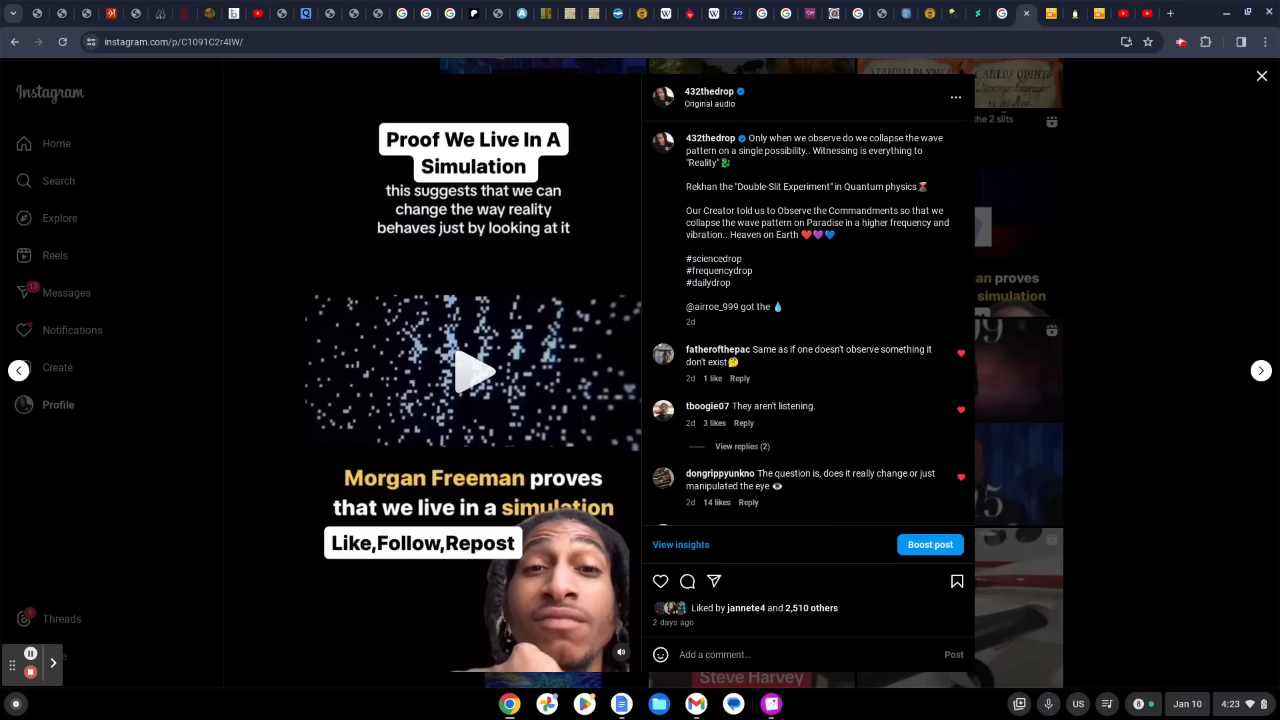 instagram.com/p/C1091C2r4IW/
Instagram
Home
Search
Explore
Reels
13
Messages
Notifications
Create
Profile
Threads
Proof We Live In A
Simulation
this suggests that we can
change the way reality
behaves just by looking at it
Morgan Freeman proves
that we live in a simulation
Like,Follow,Repost
432thedrop
Original audio
432thedrop Only when we observe do we collapse the wave
pattern on a single possibility.. Witnessing is everything to
"Reality"🐉
Rekhan the "Double-Slit Experiment" in Quantum physics🌋
Our Creator told us to Observe the Commandments so that we
collapse the wave pattern on Paradise in a higher frequency and
vibration.. Heaven on Earth ❤️💜💙
#sciencedrop
#frequencydrop
#dailydrop
@airroe_999 got the 💧
2d
fatherofthepac Same as if one doesn't observe something it
don't exist🤔
2d 1 like Reply
tboogie07 They aren't listening.
2d 3 likes Reply
View replies (2)
dongrippyunkno The question is, does it really change or just
manipulated the eye 👁️
2d 14 likes Reply
View insights
Boost post
Liked by jannete4 and 2,510 others
2 days ago
Add a comment…
Post
CARLOS QUINTO
the 2 slits
an proves
simulation
Steve Harvey
US
8
Jan 10
4:23